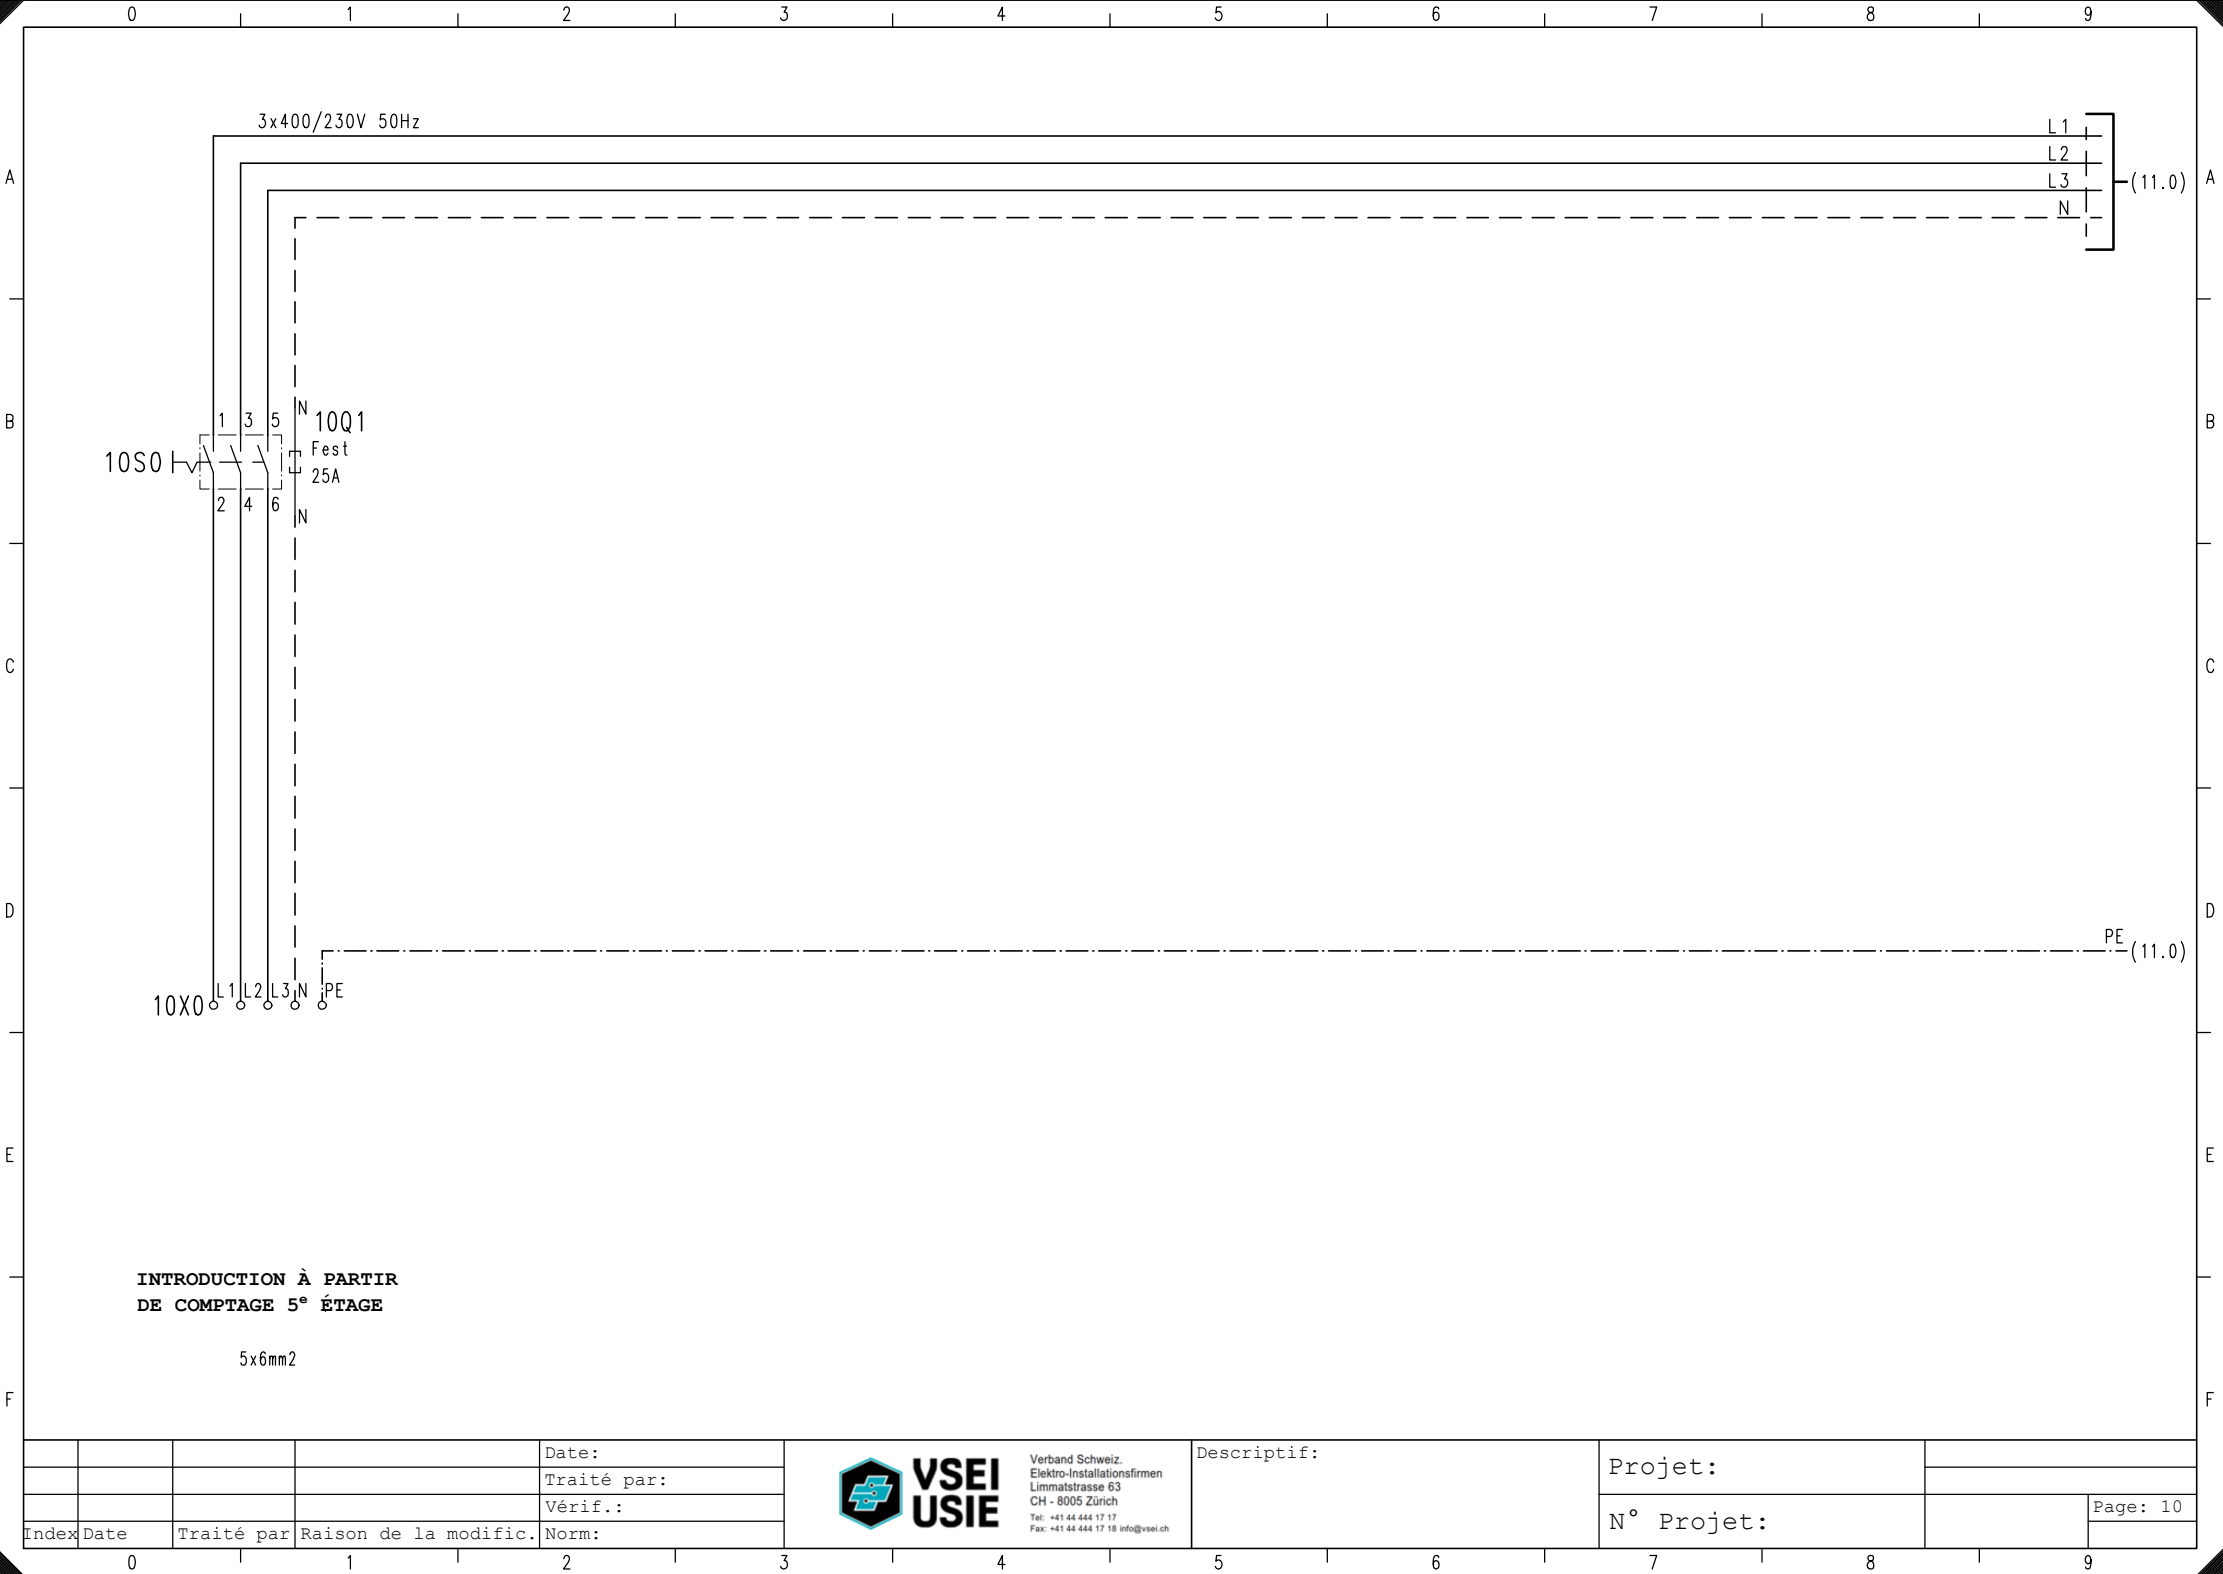 0 1 2 3 4 5 6 7 8 9
3x400/230V 50Hz
L1
L2
A L3 (11.0) A
N
N
B 1 3 5 10Q1 B
Fest
10S0
25A
2 4 6
N
C C
D D
PE
(11.0)
L1 L2 L3 N PE
10X0
E E
INTRODUCTION À PARTIR
DE COMPTAGE 5e ÉTAGE
5x6mm2
F F
Date:
Traité par:
Vérif.:
Index Date Traité par Raison de la modific. Norm:
VSEI
USIE
Verband Schweiz.
Elektro-Installationsfirmen
Limmatstrasse 63
CH - 8005 Zürich
Tel: +41 44 444 17 17
Fax: +41 44 444 17 18 info@vsei.ch
Descriptif:
Projet:
N° Projet:
Page: 10
0 1 2 3 4 5 6 7 8 9